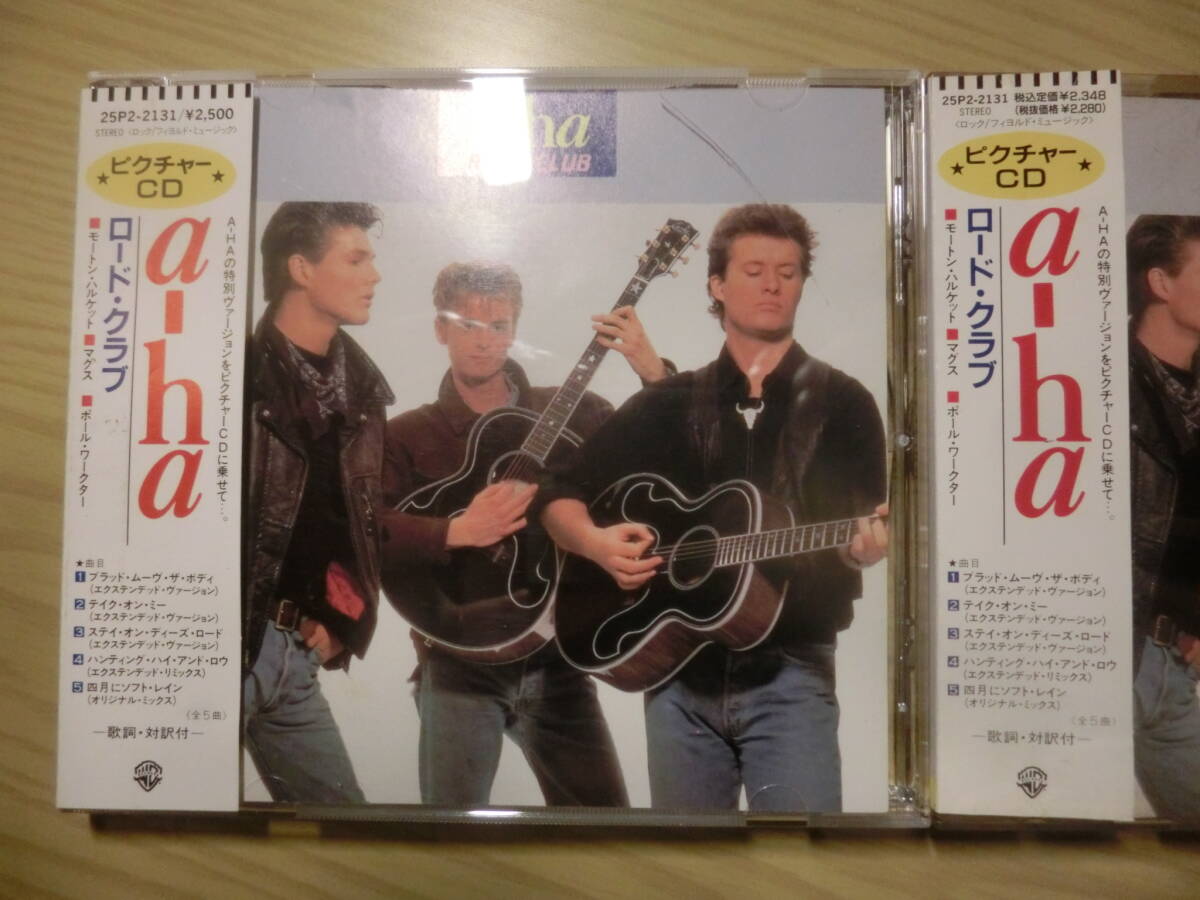 25P2-2131/¥2,500
STEREO〈ロック/フィヨルド・ミュージック〉
ピクチャー
★CD★
A-HAの特別ヴァージョンをピクチャーCDに乗せて…。
a-ha
ロード・クラブ
■モートン・ハルケット■マグス■ポール・ワークター
★曲目
1 ブラッド・ムーヴ・ザ・ボディ
(エクステンデッド・ヴァージョン)
2 テイク・オン・ミー
(エクステンデッド・ヴァージョン)
3 ステイ・オン・ディーズ・ロード
(エクステンデッド・ヴァージョン)
4 ハンティング・ハイ・アンド・ロウ
(エクステンデッド・リミックス)
5 四月にソフト・レイン
(オリジナル・ミックス)
〈全5曲〉
—歌詞・対訳付—
ha
CLUB
25P2-2131 税込定価¥2,348
STEREO (税抜価格¥2,280)
〈ロック/フィヨルド・ミュージック〉
ピクチャー
★CD★
A-HAの特別ヴァージョンをピクチャーCDに乗せて…。
a-ha
ロード・クラブ
■モートン・ハルケット■マグス■ポール・ワークター
★曲目
1 ブラッド・ムーヴ・ザ・ボディ
(エクステンデッド・ヴァージョン)
2 テイク・オン・ミー
(エクステンデッド・ヴァージョン)
3 ステイ・オン・ディーズ・ロード
(エクステンデッド・ヴァージョン)
4 ハンティング・ハイ・アンド・ロウ
(エクステンデッド・リミックス)
5 四月にソフト・レイン
(オリジナル・ミックス)
〈全5曲〉
—歌詞・対訳付—